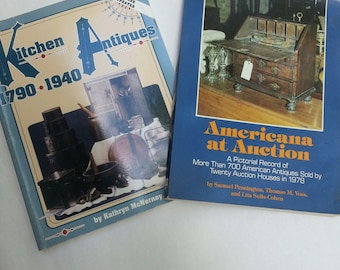 Kitchen Antiques
1790-1940
by Kathryn McNerney
Americana
at Auction
A Pictorial Record of
More Than 700 American Antiques Sold by
Twenty Auction Houses in 1978
by Samuel Pennington, Thomas M. Voss,
and Lita Solis-Cohen